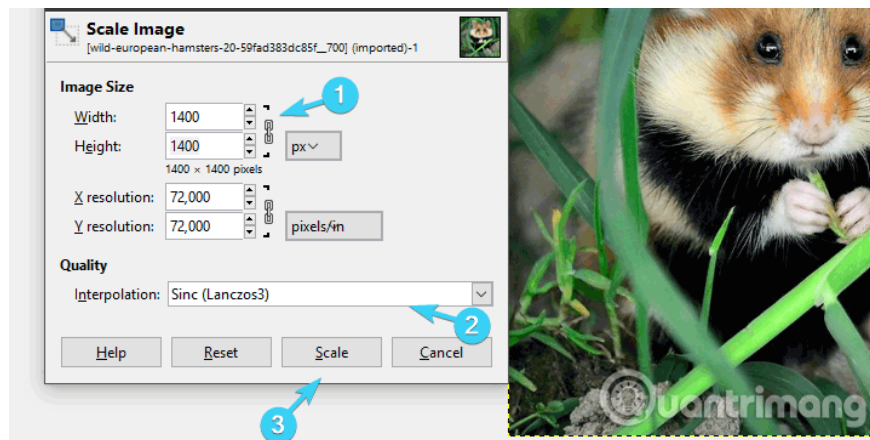 Scale Image
[wild-european-hamsters-20-59fad383dc85f__700] (imported)-1
Image Size
1
Width: 1400
Height: 1400 px
1400 × 1400 pixels
X resolution: 72,000
Y resolution: 72,000 pixels/in
Quality
Interpolation: Sinc (Lanczos3)
2
Help Reset Scale Cancel
3
Quantrimang